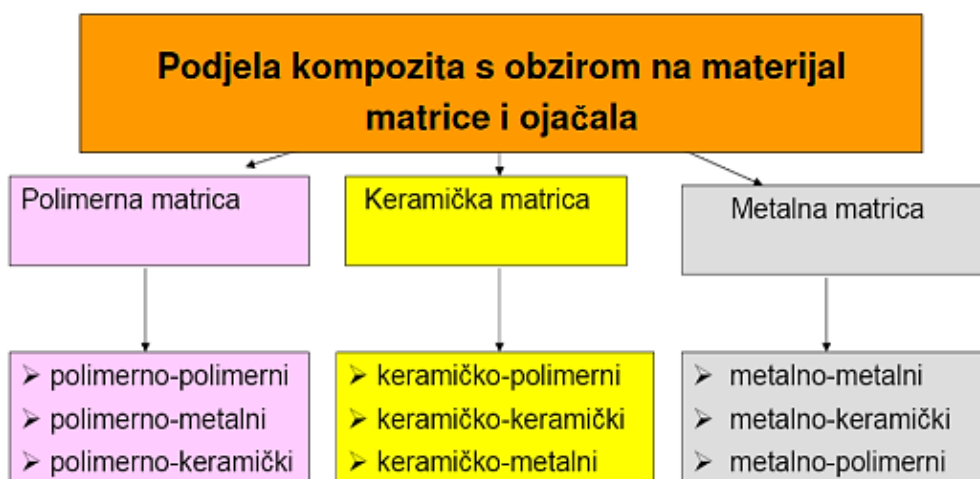 Podjela kompozita s obzirom na materijal
matrice i ojačala
Polimerna matrica
Keramička matrica
Metalna matrica
➢ polimerno-polimerni
➢ polimerno-metalni
➢ polimerno-keramički
➢ keramičko-polimerni
➢ keramičko-keramički
➢ keramičko-metalni
➢ metalno-metalni
➢ metalno-keramički
➢ metalno-polimerni